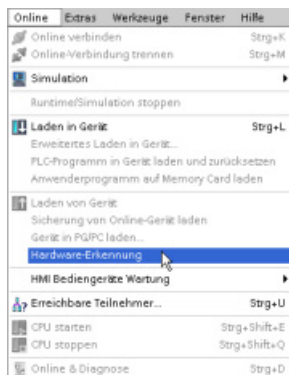 Online Extras Werkzeuge Fenster Hilfe
Online verbinden Strg+K
Online-Verbindung trennen Strg+M
Simulation
Runtime/Simulation stoppen
Laden in Gerät Strg+L
Erweitertes Laden in Gerät...
PLC-Programm in Gerät laden und zurücksetzen
Anwenderprogramm auf Memory Card laden
Laden von Gerät
Sicherung von Online-Gerät laden
Gerät in PG/PC laden...
Hardware-Erkennung
HMI Bediengeräte Wartung
Erreichbare Teilnehmer... Strg+U
CPU starten Strg+Shift+E
CPU stoppen Strg+Shift+Q
Online & Diagnose Strg+D